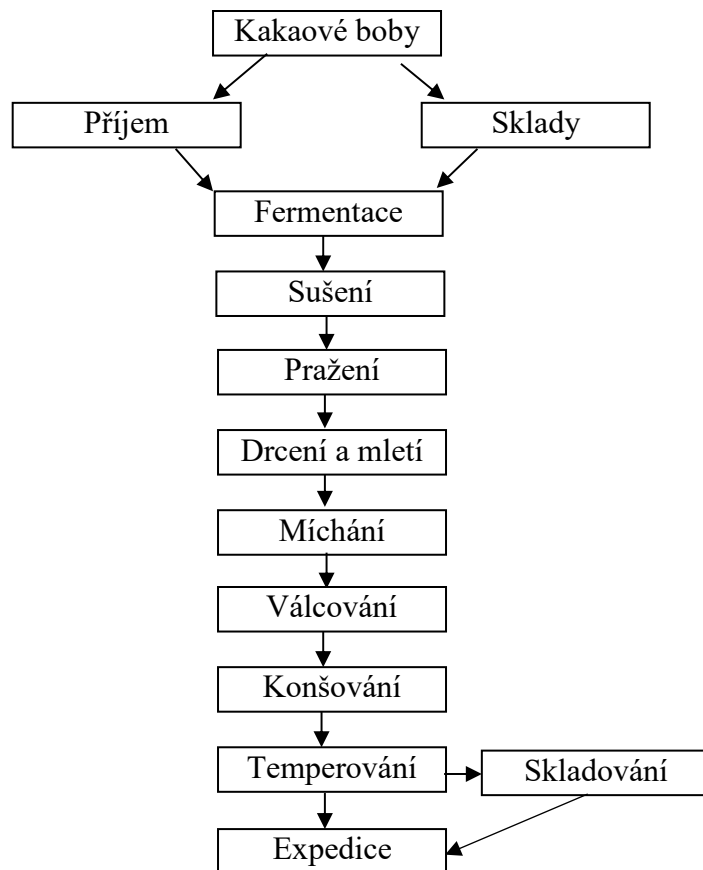 Kakaové boby
Příjem
Sklady
Fermentace
Sušení
Pražení
Drcení a mletí
Míchání
Válcování
Konšování
Temperování
Skladování
Expedice